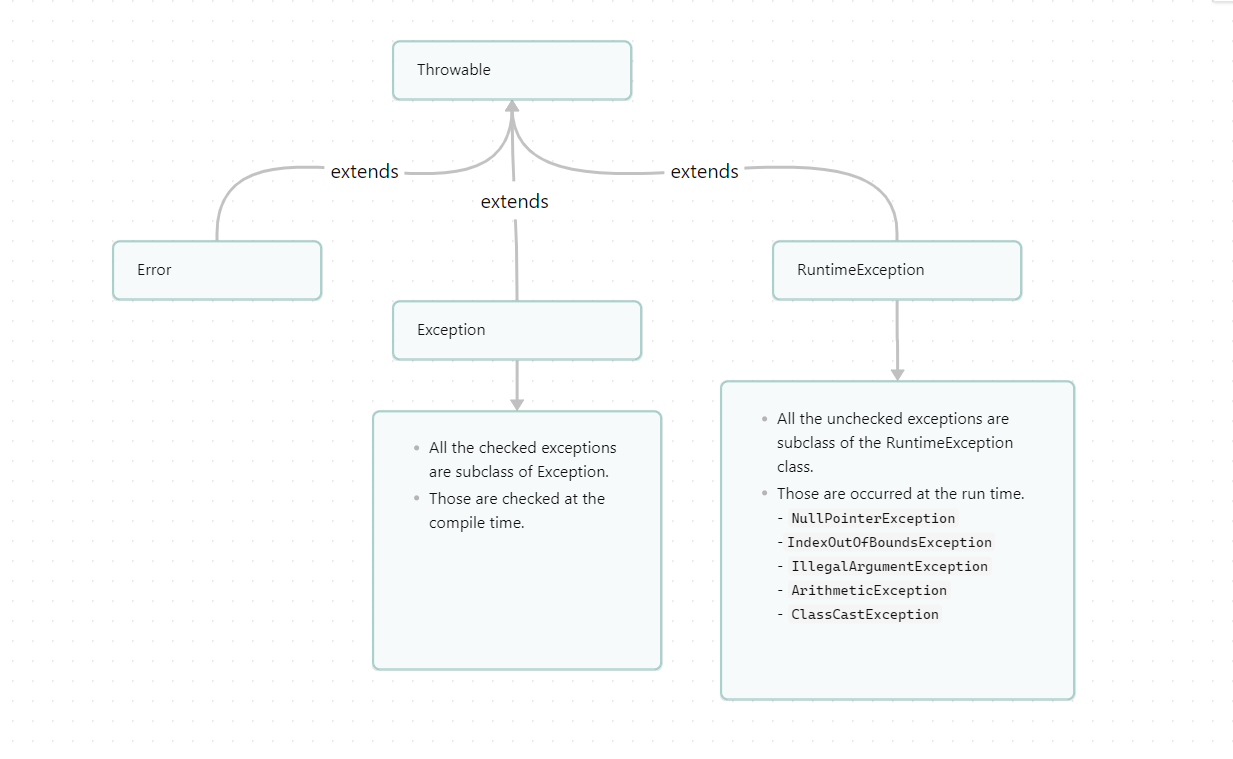 Throwable
extends
extends
extends
Error
RuntimeException
Exception
All the checked exceptions
are subclass of Exception.
Those are checked at the
compile time.
All the unchecked exceptions are
subclass of the RuntimeException
class.
Those are occurred at the run time.
- NullPointerException
- IndexOutOfBoundsException
- IllegalArgumentException
- ArithmeticException
- ClassCastException